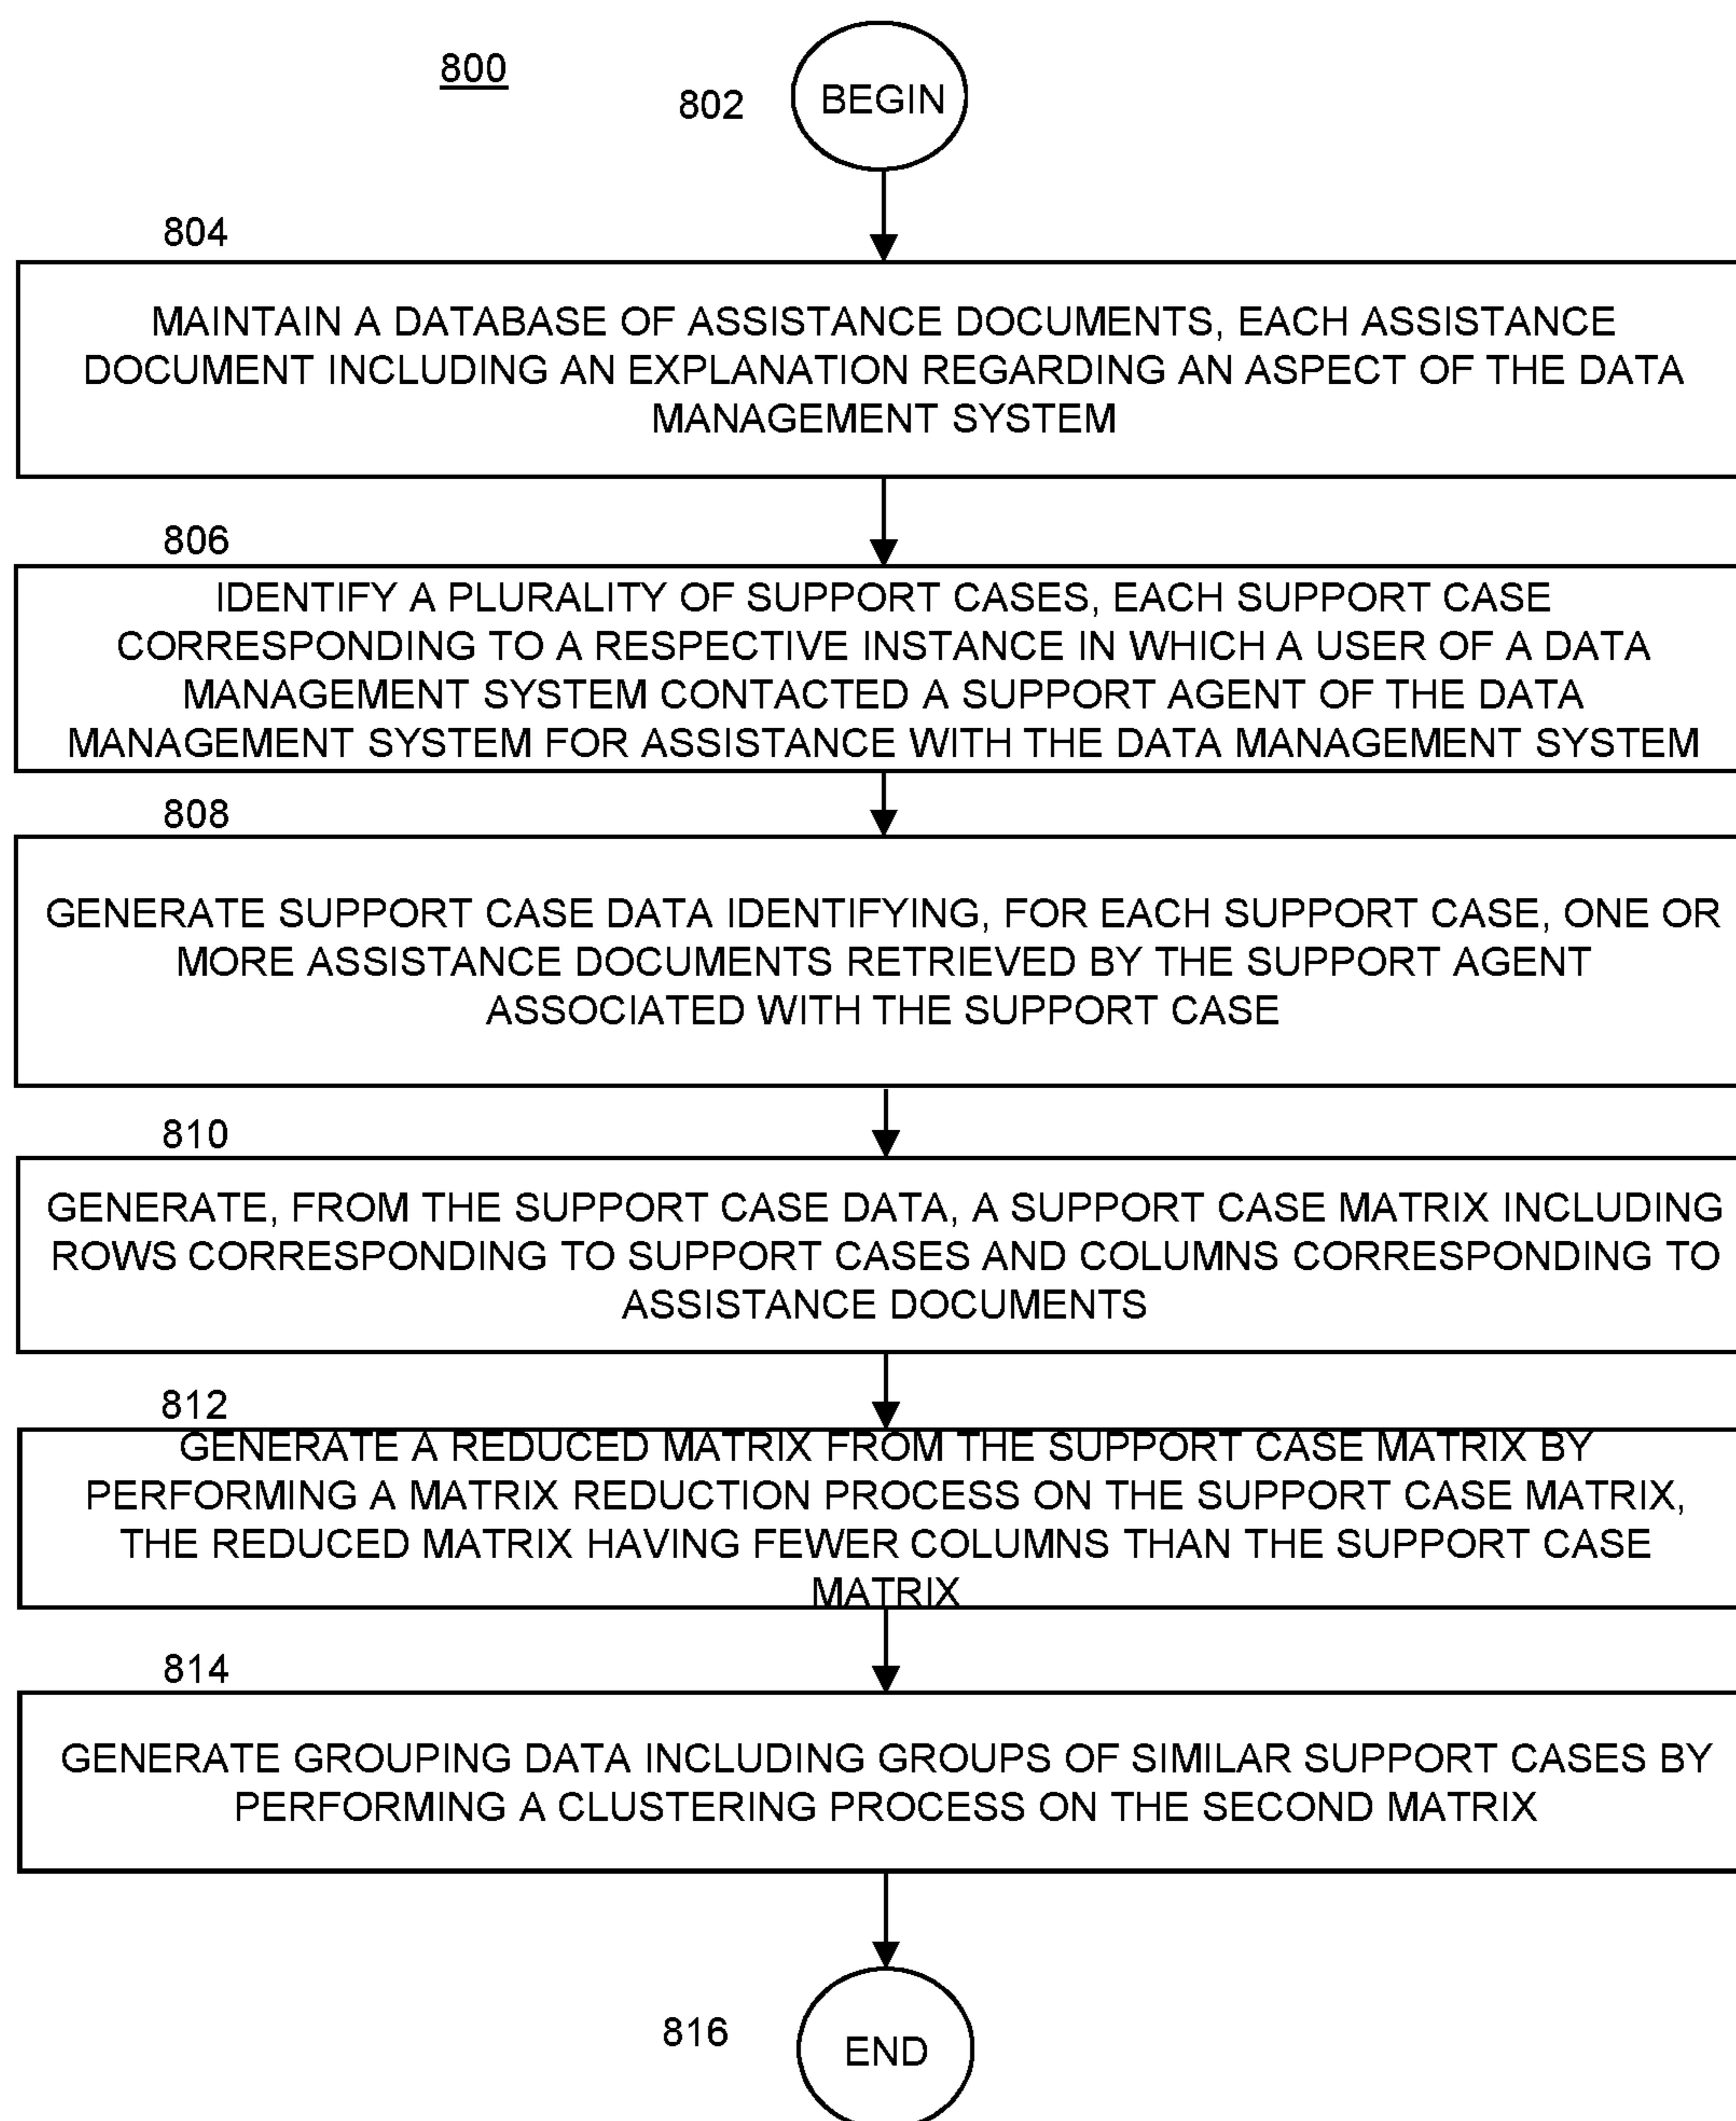 800
802
BEGIN
804
MAINTAIN A DATABASE OF ASSISTANCE DOCUMENTS, EACH ASSISTANCE
DOCUMENT INCLUDING AN EXPLANATION REGARDING AN ASPECT OF THE DATA
MANAGEMENT SYSTEM
806
IDENTIFY A PLURALITY OF SUPPORT CASES, EACH SUPPORT CASE
CORRESPONDING TO A RESPECTIVE INSTANCE IN WHICH A USER OF A DATA
MANAGEMENT SYSTEM CONTACTED A SUPPORT AGENT OF THE DATA
MANAGEMENT SYSTEM FOR ASSISTANCE WITH THE DATA MANAGEMENT SYSTEM
808
GENERATE SUPPORT CASE DATA IDENTIFYING, FOR EACH SUPPORT CASE, ONE OR
MORE ASSISTANCE DOCUMENTS RETRIEVED BY THE SUPPORT AGENT
ASSOCIATED WITH THE SUPPORT CASE
810
GENERATE, FROM THE SUPPORT CASE DATA, A SUPPORT CASE MATRIX INCLUDING
ROWS CORRESPONDING TO SUPPORT CASES AND COLUMNS CORRESPONDING TO
ASSISTANCE DOCUMENTS
812
GENERATE A REDUCED MATRIX FROM THE SUPPORT CASE MATRIX BY
PERFORMING A MATRIX REDUCTION PROCESS ON THE SUPPORT CASE MATRIX,
THE REDUCED MATRIX HAVING FEWER COLUMNS THAN THE SUPPORT CASE
MATRIX
814
GENERATE GROUPING DATA INCLUDING GROUPS OF SIMILAR SUPPORT CASES BY
PERFORMING A CLUSTERING PROCESS ON THE SECOND MATRIX
816
END